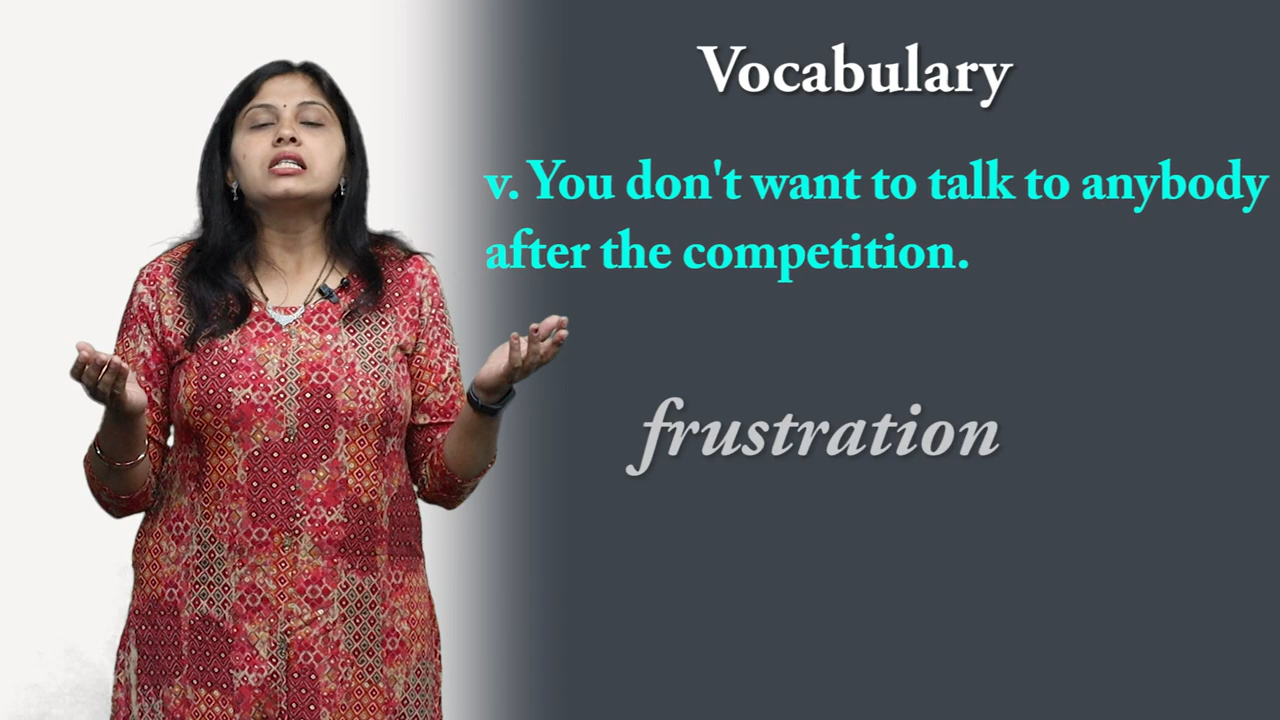 Vocabulary
v. You don't want to talk to anybody
after the competition.
frustration